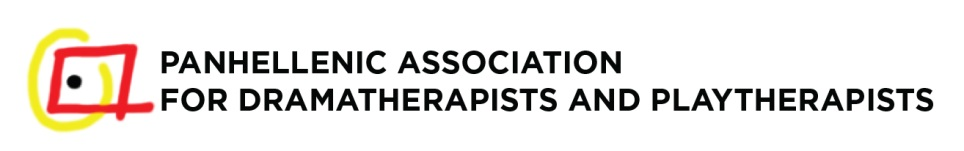 PANHELLENIC ASSOCIATION
FOR DRAMATHERAPISTS AND PLAYTHERAPISTS